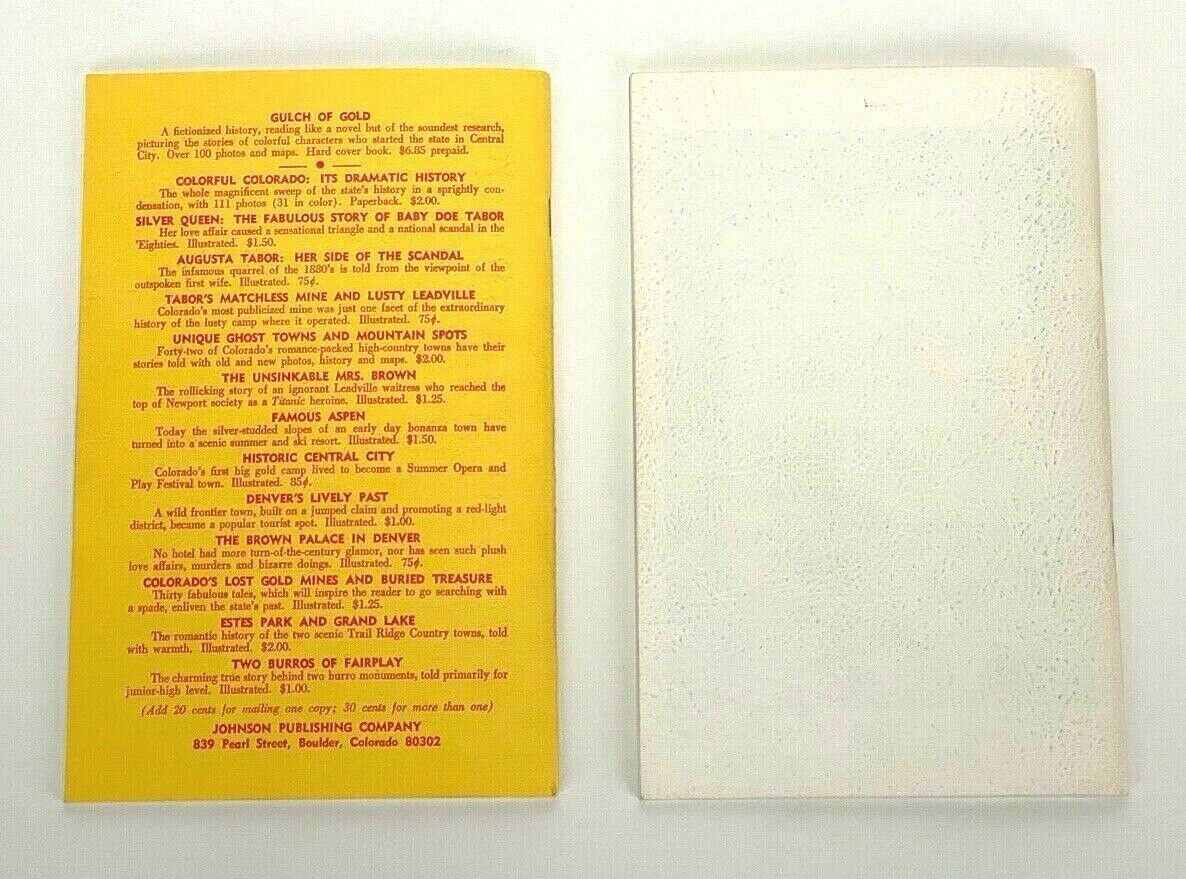 GULCH OF GOLD
A fictionized history, reading like a novel but of the soundest research,
picturing the stories of colorful characters who started the state in Central
City. Over 100 photos and maps. Hard cover book. $6.85 prepaid.
COLORFUL COLORADO: ITS DRAMATIC HISTORY
The whole magnificent sweep of the state's history in a sprightly con-
densation, with 111 photos (31 in color). Paperback. $2.00.
SILVER QUEEN: THE FABULOUS STORY OF BABY DOE TABOR
Her love affair caused a sensational triangle and a national scandal in the
'Eighties. Illustrated. $1.50.
AUGUSTA TABOR: HER SIDE OF THE SCANDAL
The infamous quarrel of the 1880's is told from the viewpoint of the
outspoken first wife. Illustrated. 75¢.
TABOR'S MATCHLESS MINE AND LUSTY LEADVILLE
Colorado's most publicized mine was just one facet of the extraordinary
history of the lusty camp where it operated. Illustrated. 75¢.
UNIQUE GHOST TOWNS AND MOUNTAIN SPOTS
Forty-two of Colorado's romance-packed high-country towns have their
stories told with old and new photos, history and maps. $2.00.
THE UNSINKABLE MRS. BROWN
The rollicking story of an ignorant Leadville waitress who reached the
top of Newport society as a Titanic heroine. Illustrated. $1.25.
FAMOUS ASPEN
Today the silver-studded slopes of an early day bonanza town have
turned into a scenic summer and ski resort. Illustrated. $1.50.
HISTORIC CENTRAL CITY
Colorado's first big gold camp lived to become a Summer Opera and
Play Festival town. Illustrated. 85¢.
DENVER'S LIVELY PAST
A wild frontier town, built on a jumped claim and promoting a red-light
district, became a popular tourist spot. Illustrated. $1.00.
THE BROWN PALACE IN DENVER
No hotel had more turn-of-the-century glamor, nor has seen such plush
love affairs, murders and bizarre doings. Illustrated. 75¢.
COLORADO'S LOST GOLD MINES AND BURIED TREASURE
Thirty fabulous tales, which will inspire the reader to go searching with
a spade, enliven the state's past. Illustrated. $1.25.
ESTES PARK AND GRAND LAKE
The romantic history of the two scenic Trail Ridge Country towns, told
with warmth. Illustrated. $2.00.
TWO BURROS OF FAIRPLAY
The charming true story behind two burro monuments, told primarily for
junior-high level. Illustrated. $1.00.
(Add 20 cents for mailing one copy; 30 cents for more than one)
JOHNSON PUBLISHING COMPANY
839 Pearl Street, Boulder, Colorado 80302